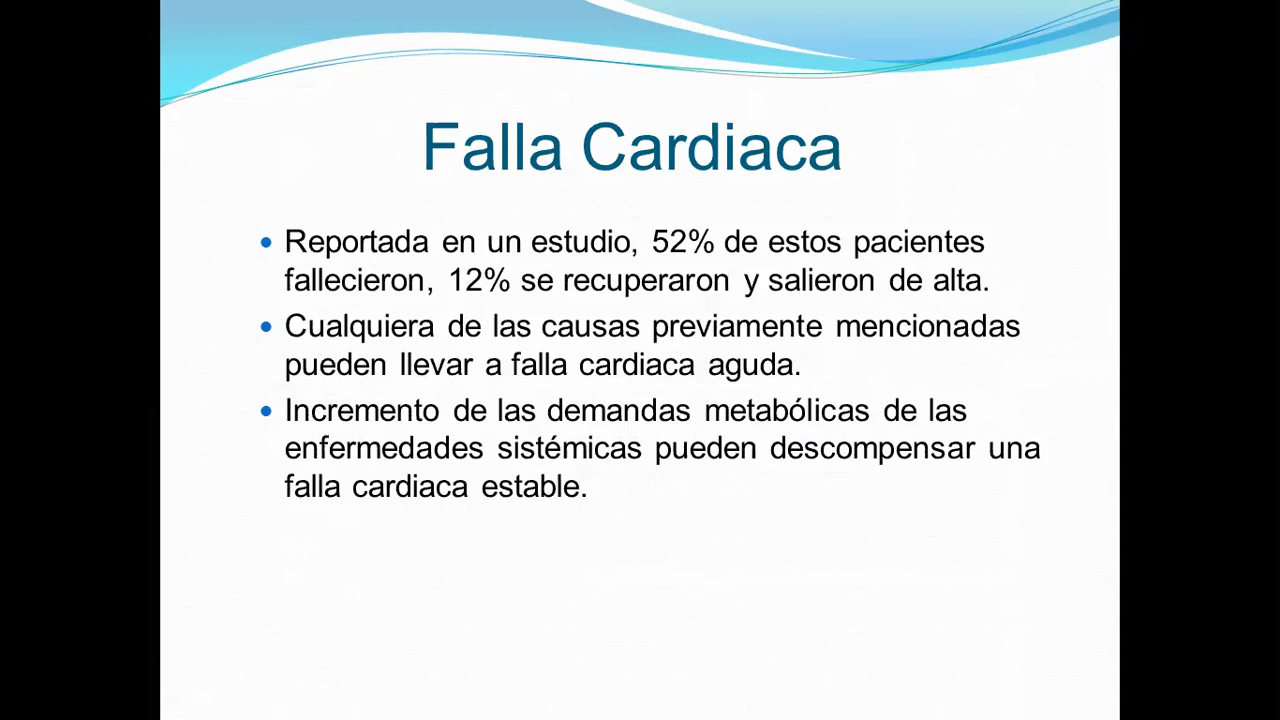 Falla Cardiaca
Reportada en un estudio, 52% de estos pacientes
fallecieron, 12% se recuperaron y salieron de alta.
Cualquiera de las causas previamente mencionadas
pueden llevar a falla cardiaca aguda.
Incremento de las demandas metabólicas de las
enfermedades sistémicas pueden descompensar una
falla cardiaca estable.